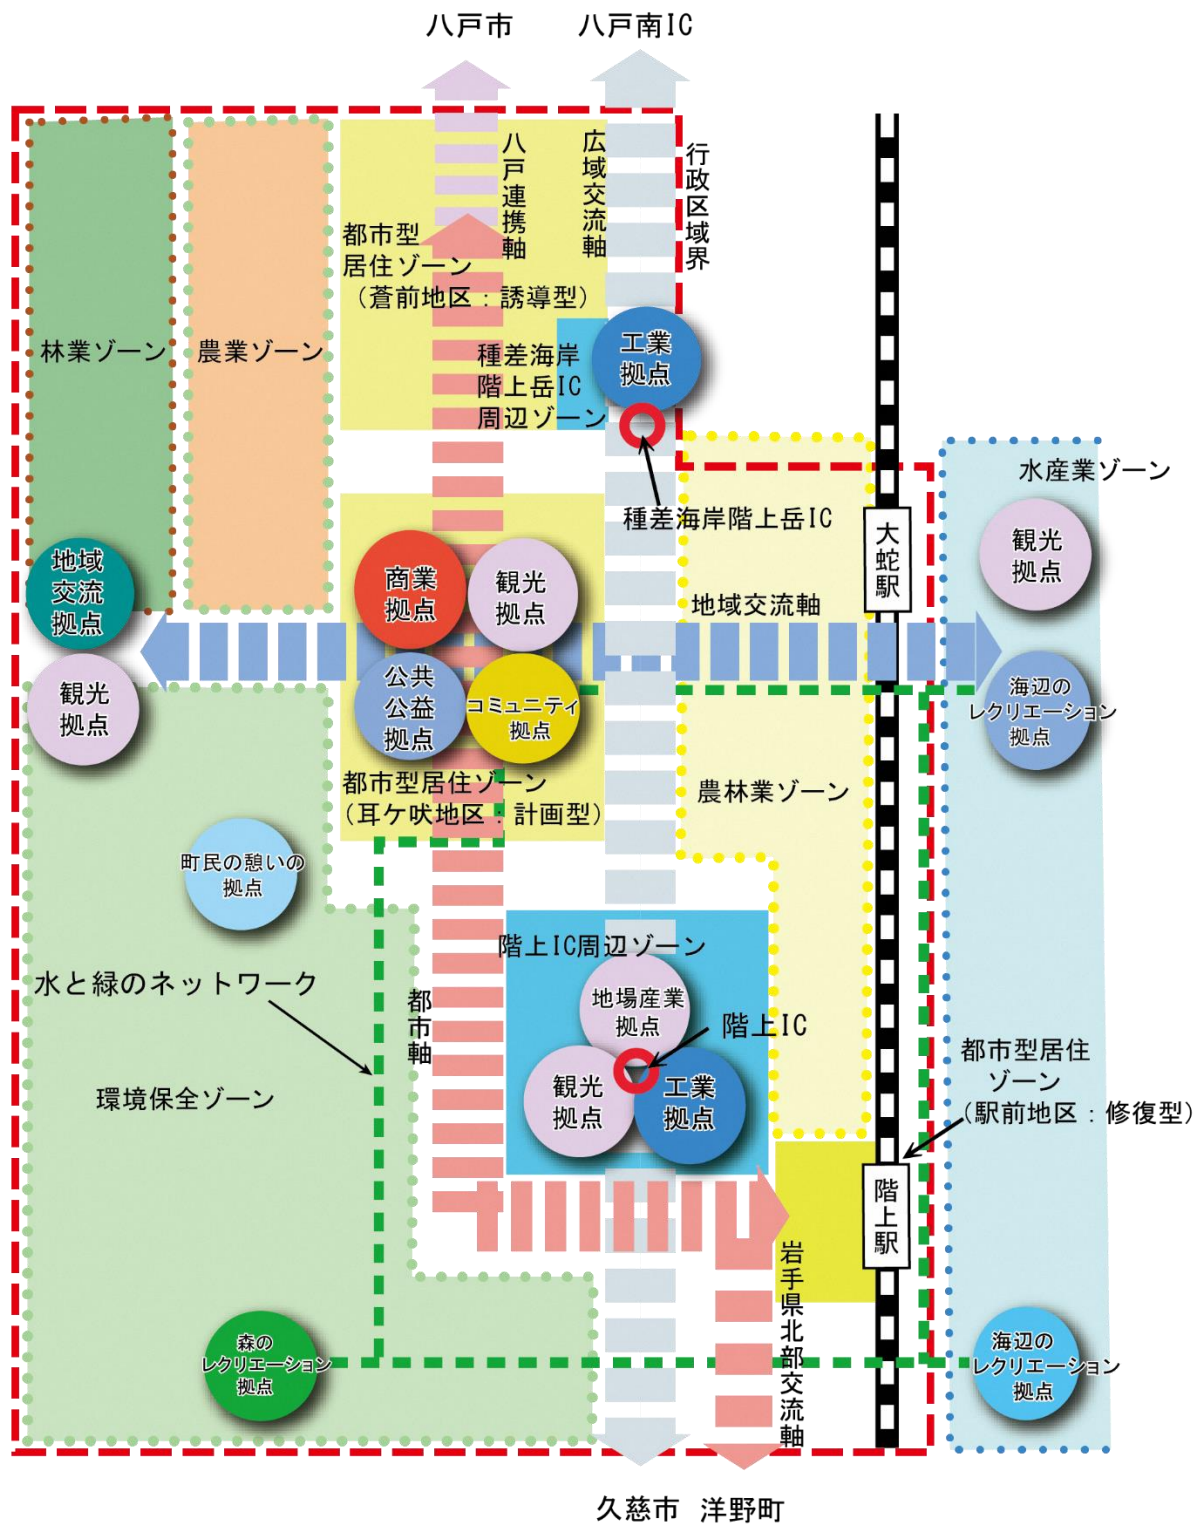 八戸市
八戸南IC
八戸連携軸
広域交流軸
行政区域界
都市型
居住ゾーン
（蒼前地区：誘導型）
林業ゾーン
農業ゾーン
種差海岸
階上岳IC
周辺ゾーン
工業
拠点
水産業ゾーン
種差海岸階上岳IC
大蛇駅
観光
拠点
地域
交流
拠点
商業
拠点
観光
拠点
地域交流軸
観光
拠点
公共
公益
拠点
コミュニティ
拠点
海辺の
レクリエーション
拠点
都市型居住ゾーン
（耳ケ吠地区：計画型）
農林業ゾーン
町民の憩いの
拠点
階上IC周辺ゾーン
水と緑のネットワーク
都市軸
地場産業
拠点
階上IC
都市型居住
ゾーン
（駅前地区：修復型）
環境保全ゾーン
観光
拠点
工業
拠点
階上駅
岩手県北部交流軸
森の
レクリエーション
拠点
海辺の
レクリエーション
拠点
久慈市
洋野町